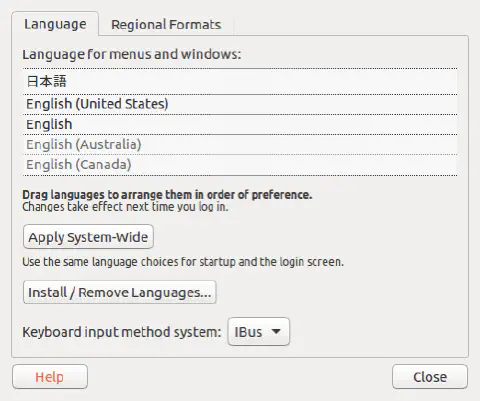 Language Regional Formats
Language for menus and windows:
日本語
English (United States)
English
English (Australia)
English (Canada)
Drag languages to arrange them in order of preference.
Changes take effect next time you log in.
Apply System-Wide
Use the same language choices for startup and the login screen.
Install / Remove Languages...
Keyboard input method system: IBus
Help Close